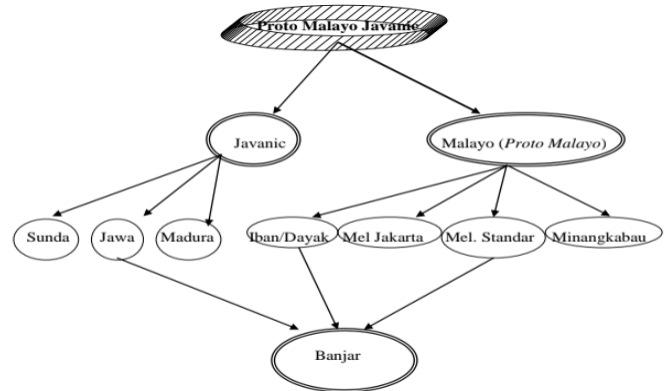 Proto Malayo Javanic
Javanic
Malayo (Proto Malayo)
Sunda
Jawa
Madura
Iban/Dayak
Mel Jakarta
Mel. Standar
Minangkabau
Banjar